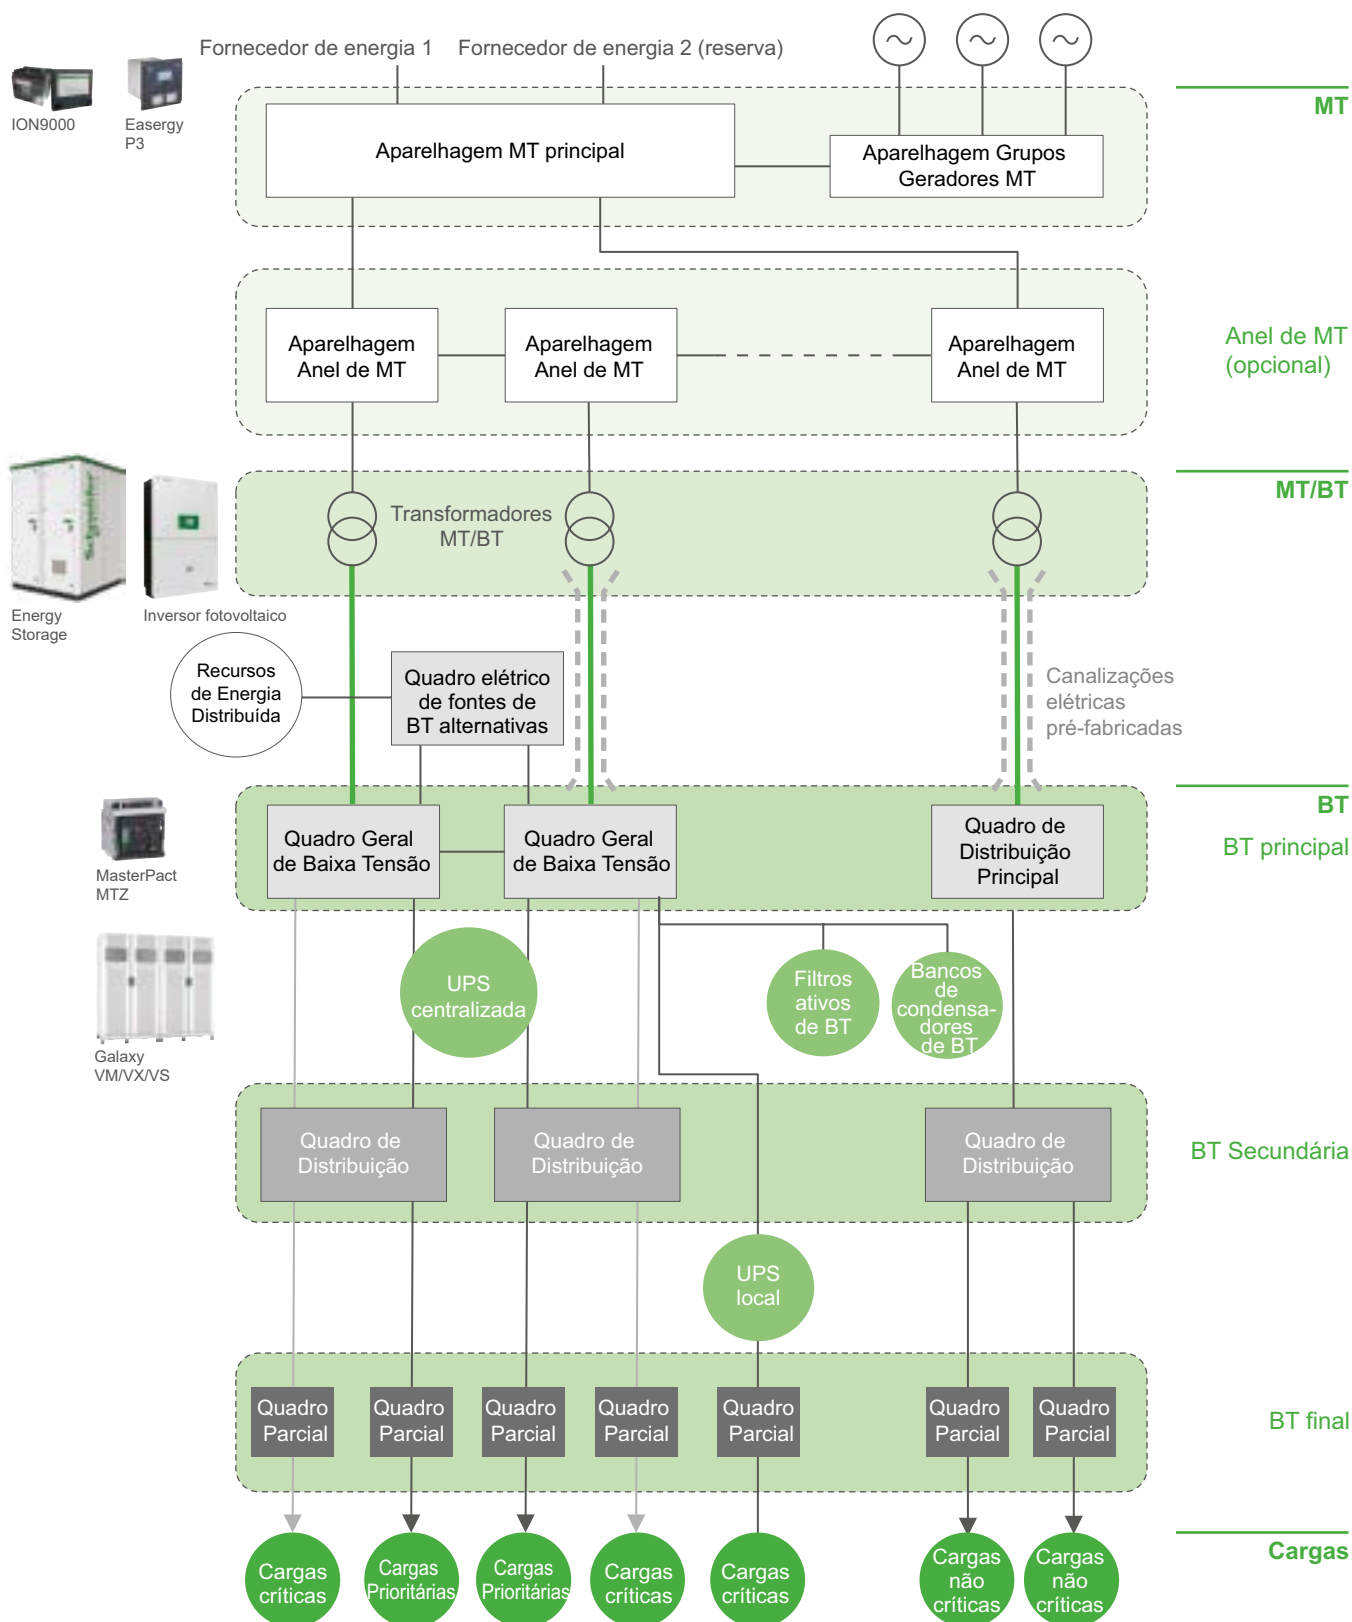 Fornecedor de energia 1
Fornecedor de energia 2 (reserva)
ION9000
Easergy
P3
MT
Aparelhagem MT principal
Aparelhagem Grupos
Geradores MT
Aparelhagem
Anel de MT
Aparelhagem
Anel de MT
Aparelhagem
Anel de MT
Anel de MT
(opcional)
Schneider
Energy
Storage
Inversor fotovoltaico
Transformadores
MT/BT
MT/BT
Recursos
de Energia
Distribuída
Quadro elétrico
de fontes de
BT alternativas
Canalizações
elétricas
pré-fabricadas
BT
BT principal
MasterPact
MTZ
Quadro Geral
de Baixa Tensão
Quadro Geral
de Baixa Tensão
Quadro de
Distribuição
Principal
Galaxy
VM/VX/VS
UPS
centralizada
Filtros
ativos
de BT
Bancos
de
condensa-
dores
de BT
Quadro de
Distribuição
Quadro de
Distribuição
Quadro de
Distribuição
BT Secundária
UPS
local
Quadro
Parcial
Quadro
Parcial
Quadro
Parcial
Quadro
Parcial
Quadro
Parcial
Quadro
Parcial
Quadro
Parcial
BT final
Cargas
Cargas
críticas
Cargas
Prioritárias
Cargas
Prioritárias
Cargas
críticas
Cargas
críticas
Cargas
não
críticas
Cargas
não
críticas